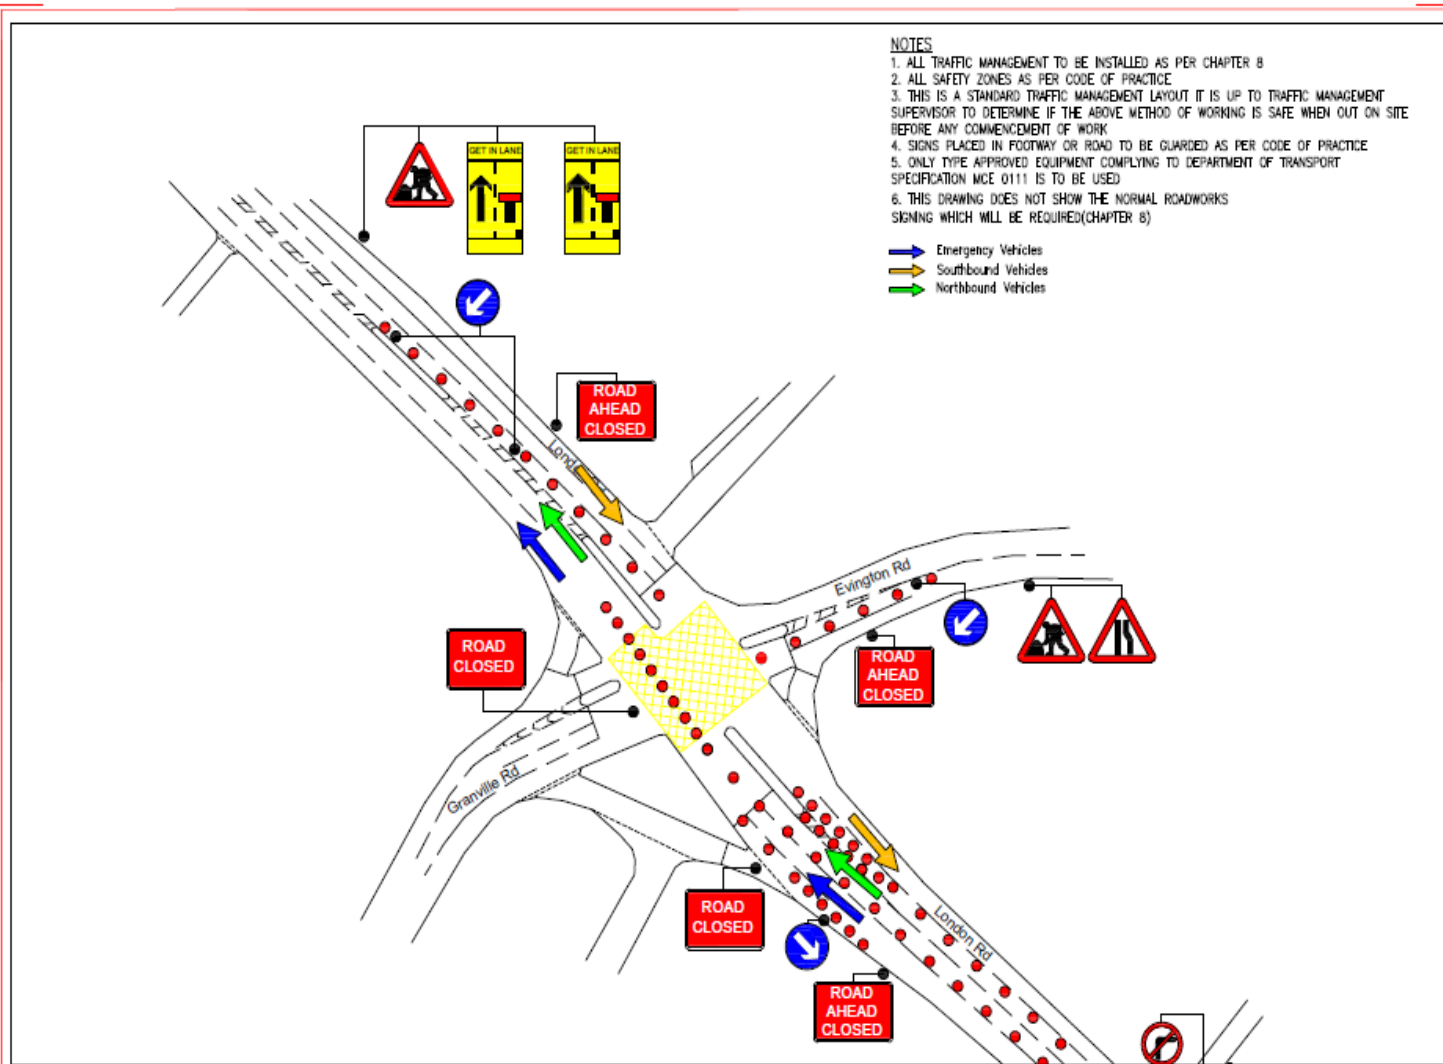 NOTES
1. ALL TRAFFIC MANAGEMENT TO BE INSTALLED AS PER CHAPTER 8
2. ALL SAFETY ZONES AS PER CODE OF PRACTICE
3. THIS IS A STANDARD TRAFFIC MANAGEMENT LAYOUT IT IS UP TO TRAFFIC MANAGEMENT
SUPERVISOR TO DETERMINE IF THE ABOVE METHOD OF WORKING IS SAFE WHEN OUT ON SITE
BEFORE ANY COMMENCEMENT OF WORK
4. SIGNS PLACED IN FOOTWAY OR ROAD TO BE GUARDED AS PER CODE OF PRACTICE
5. ONLY TYPE APPROVED EQUIPMENT COMPLYING TO DEPARTMENT OF TRANSPORT
SPECIFICATION MCE 0111 IS TO BE USED
6. THIS DRAWING DOES NOT SHOW THE NORMAL ROADWORKS
SIGNING WHICH WILL BE REQUIRED(CHAPTER 8)
Emergency Vehicles
Southbound Vehicles
Northbound Vehicles
GET IN LANE
GET IN LANE
ROAD
AHEAD
CLOSED
Evington Rd
ROAD
CLOSED
ROAD
AHEAD
CLOSED
Granville Rd
ROAD
CLOSED
London Rd
ROAD
AHEAD
CLOSED